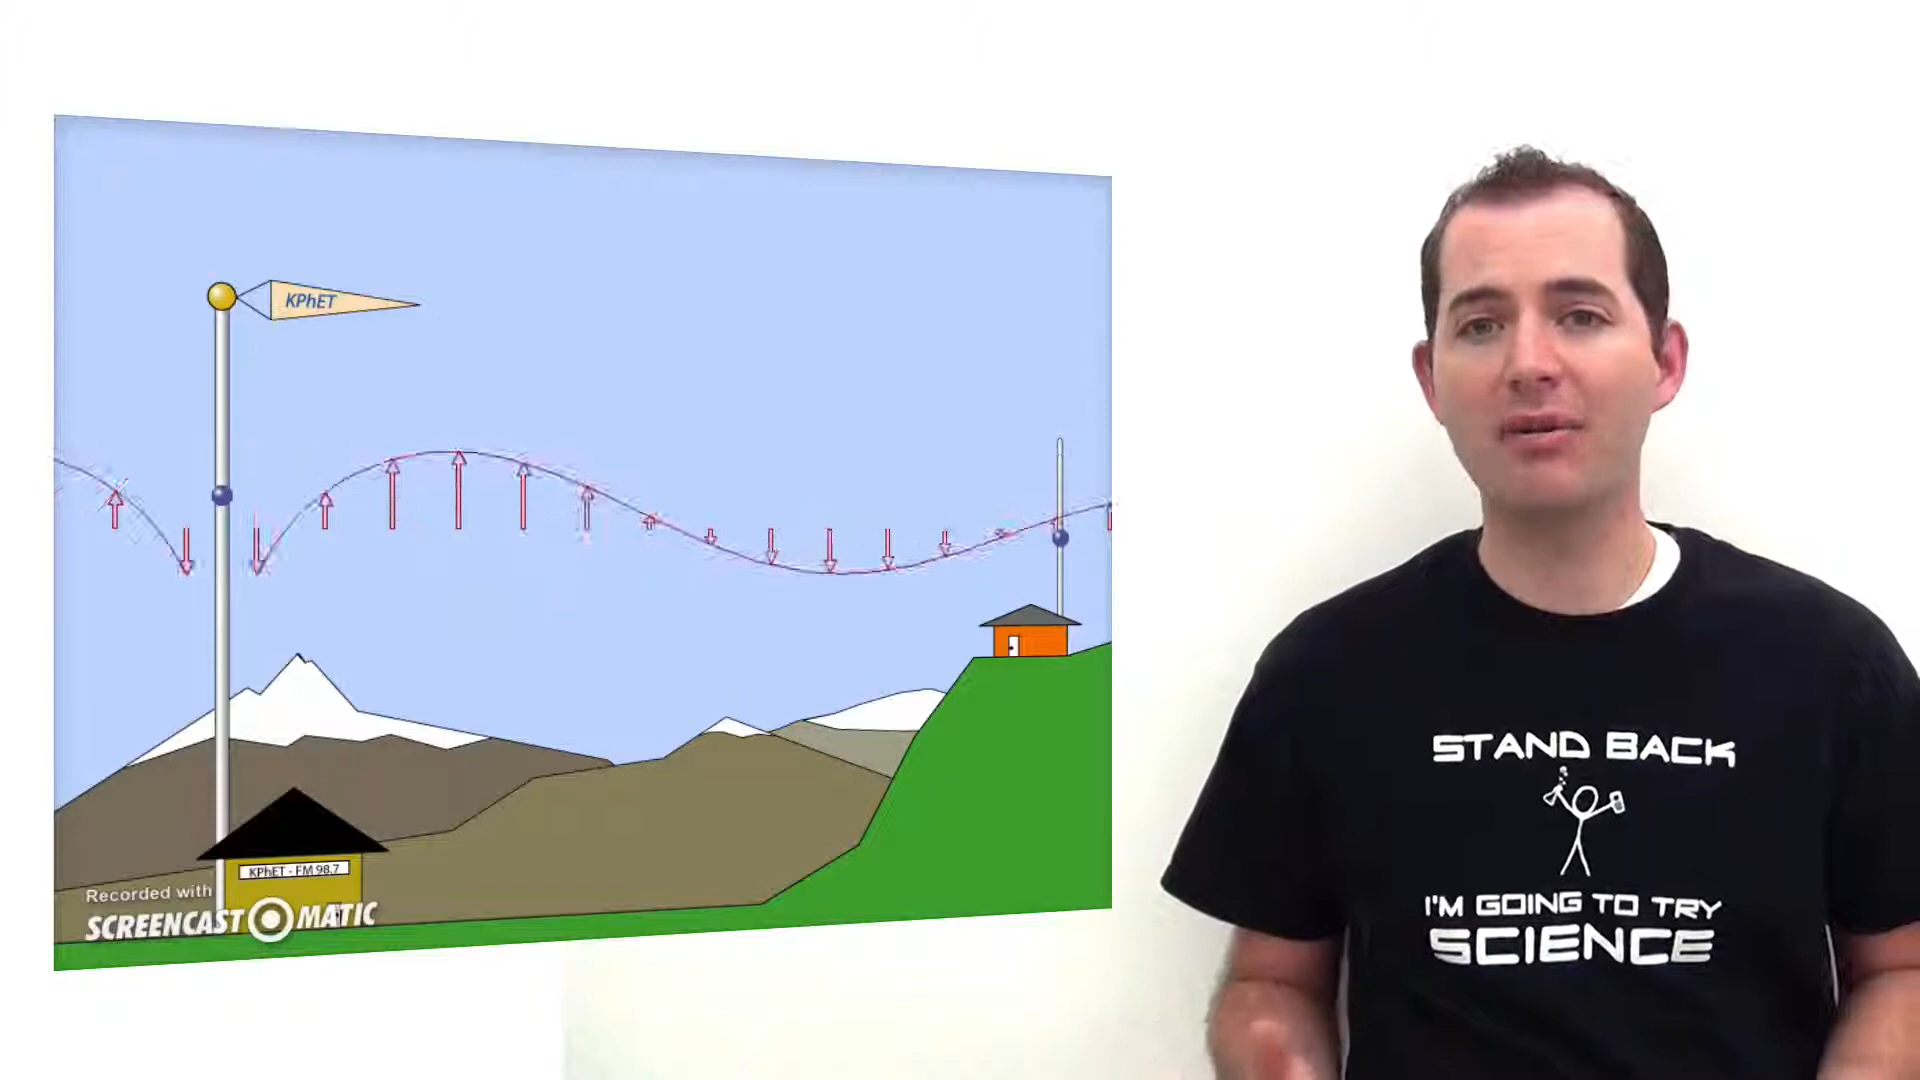 KPhET
KPhET - FM 98.7
Recorded with
SCREENCAST MATIC
STAND BACK
I'M GOING TO TRY
SCIENCE